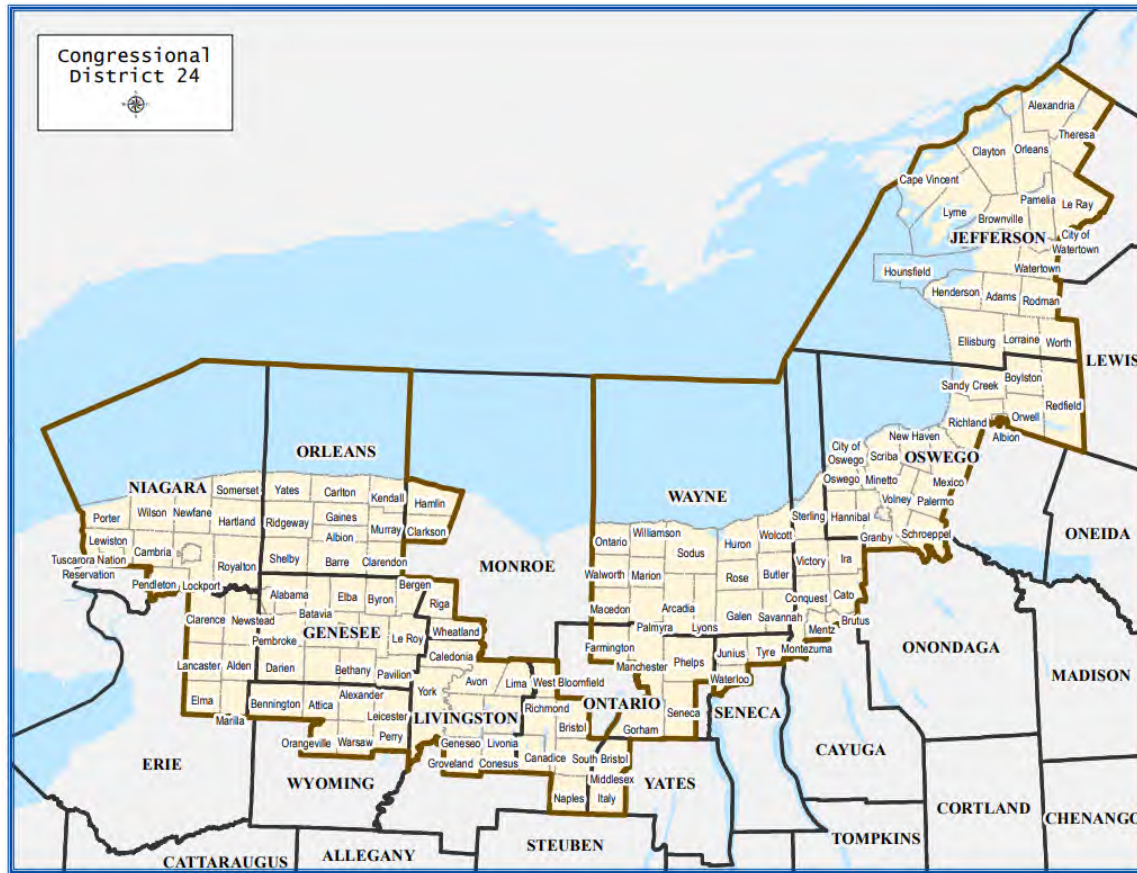 Congressional
District 24
Alexandria
Theresa
Clayton
Orleans
Cape Vincent
Pamelia
Le Ray
Lyme
Brownville
JEFFERSON
City of
Watertown
Hounsfield
Watertown
Henderson
Adams
Rodman
Ellisburg
Lorraine
Worth
LEWIS
Sandy Creek
Boylston
Redfield
Richland
Orwell
Albion
New Haven
City of
Oswego
Scriba
OSWEGO
Oswego
Minetto
Mexico
Volney
Palermo
Hannibal
Granby
Schroeppel
ONEIDA
ORLEANS
NIAGARA
Somerset
Yates
Carlton
Kendall
Hamlin
WAYNE
Porter
Wilson
Newfane
Hartland
Ridgeway
Gaines
Murray
Clarkson
Lewiston
Cambria
Albion
Tuscarora Nation
Reservation
Royalton
Shelby
Barre
Clarendon
Pendleton
Lockport
MONROE
Ontario
Williamson
Sodus
Huron
Wolcott
Sterling
Walworth
Marion
Rose
Butler
Victory
Ira
Macedon
Arcadia
Galen
Savannah
Conquest
Cato
Palmyra
Lyons
Mentz
Brutus
Montezuma
Alabama
Elba
Byron
Bergen
Riga
Clarence
Newstead
Batavia
GENESEE
Pembroke
Le Roy
Wheatland
Caledonia
Lancaster
Alden
Darien
Bethany
Pavilion
Farmington
Manchester
Phelps
Junius
Tyre
Waterloo
ONONDAGA
MADISON
Elma
Marilla
Bennington
Attica
Alexander
York
Avon
Lima
West Bloomfield
Leicester
LIVINGSTON
Richmond
ONTARIO
Seneca
SENECA
Bristol
Gorham
Orangeville
Warsaw
Perry
Geneseo
Livonia
Groveland
Conesus
Canadice
South Bristol
CAYUGA
ERIE
WYOMING
Middlesex
YATES
Naples
Italy
CORTLAND
CHENANGO
CATTARAUGUS
ALLEGANY
STEUBEN
TOMPKINS